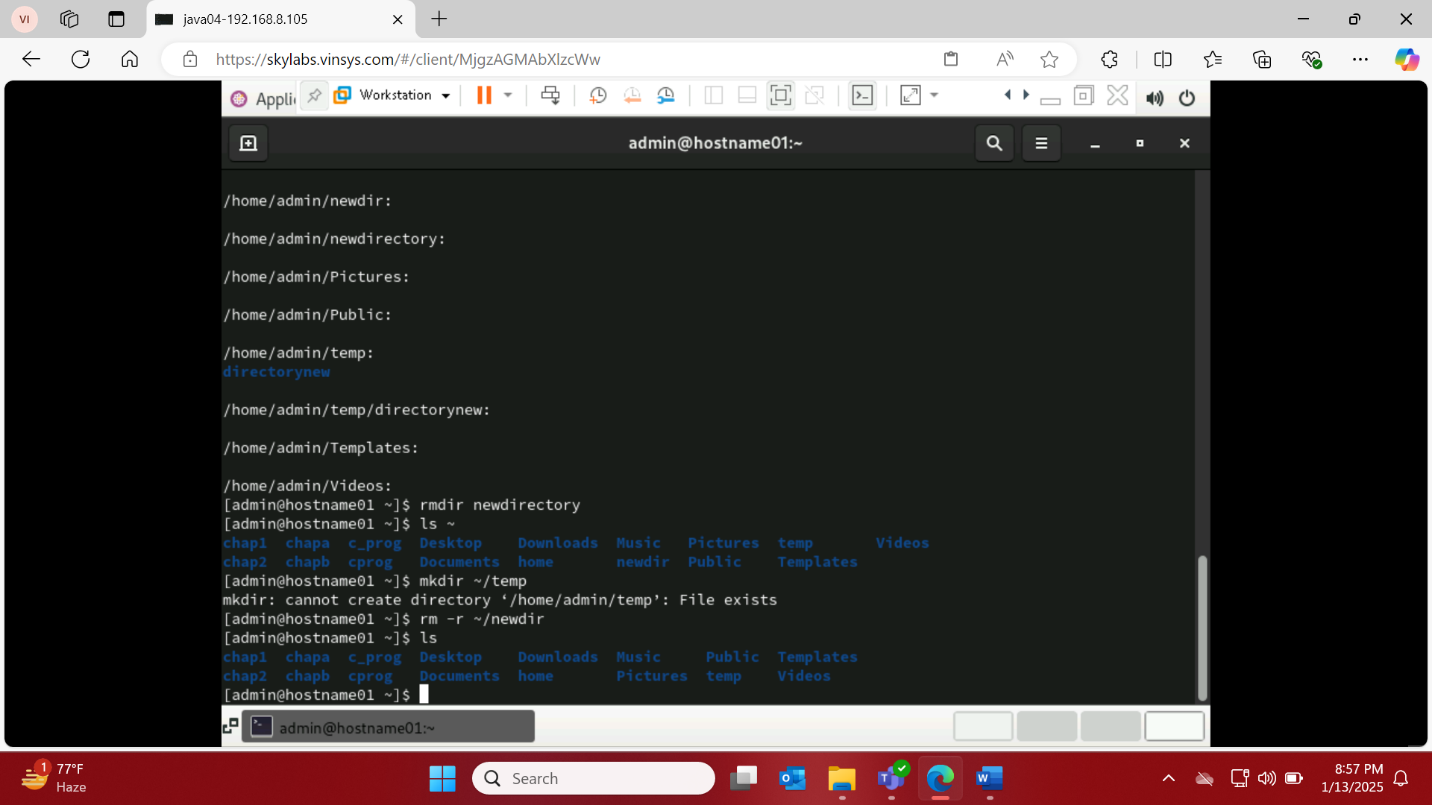 VI
java04-192.168.8.105
https://skylabs.vinsys.com/#/client/MjgzAGMAbXlzcWw
Appli
Workstation
admin@hostname01:~
/home/admin/newdir:
/home/admin/newdirectory:
/home/admin/Pictures:
/home/admin/Public:
/home/admin/temp:
directorynew
/home/admin/temp/directorynew:
/home/admin/Templates:
/home/admin/Videos:
[admin@hostname01 ~]$ rmdir newdirectory
[admin@hostname01 ~]$ ls ~
chap1 chapa c_prog Desktop Downloads Music Pictures temp Videos
chap2 chapb cprog Documents home newdir Public Templates
[admin@hostname01 ~]$ mkdir ~/temp
mkdir: cannot create directory ‘/home/admin/temp’: File exists
[admin@hostname01 ~]$ rm -r ~/newdir
[admin@hostname01 ~]$ ls
chap1 chapa c_prog Desktop Downloads Music Public Templates
chap2 chapb cprog Documents home Pictures temp Videos
[admin@hostname01 ~]$
admin@hostname01:~
1
77°F
Haze
Search
8:57 PM
1/13/2025